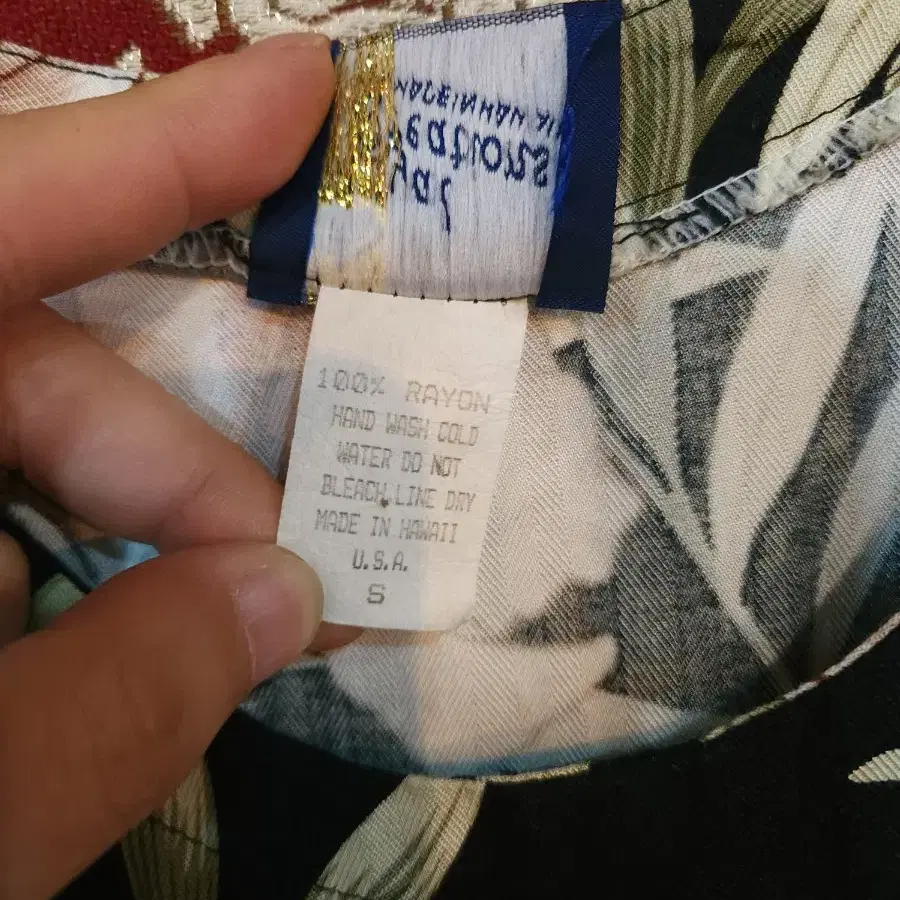 100% RAYON
HAND WASH COLD
WATER DO NOT
BLEACH LINE DRY
MADE IN HAWAII
U.S.A.
S